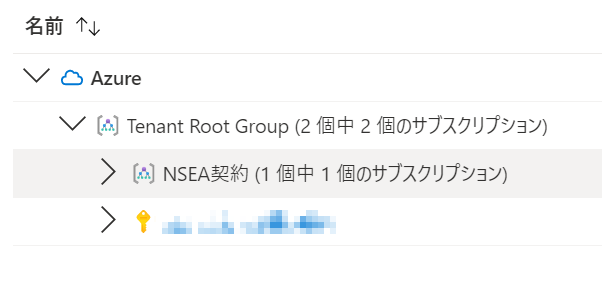 名前 ↑↓
Azure
Tenant Root Group (2 個中 2 個のサブスクリプション)
NSEA契約 (1 個中 1 個のサブスクリプション)